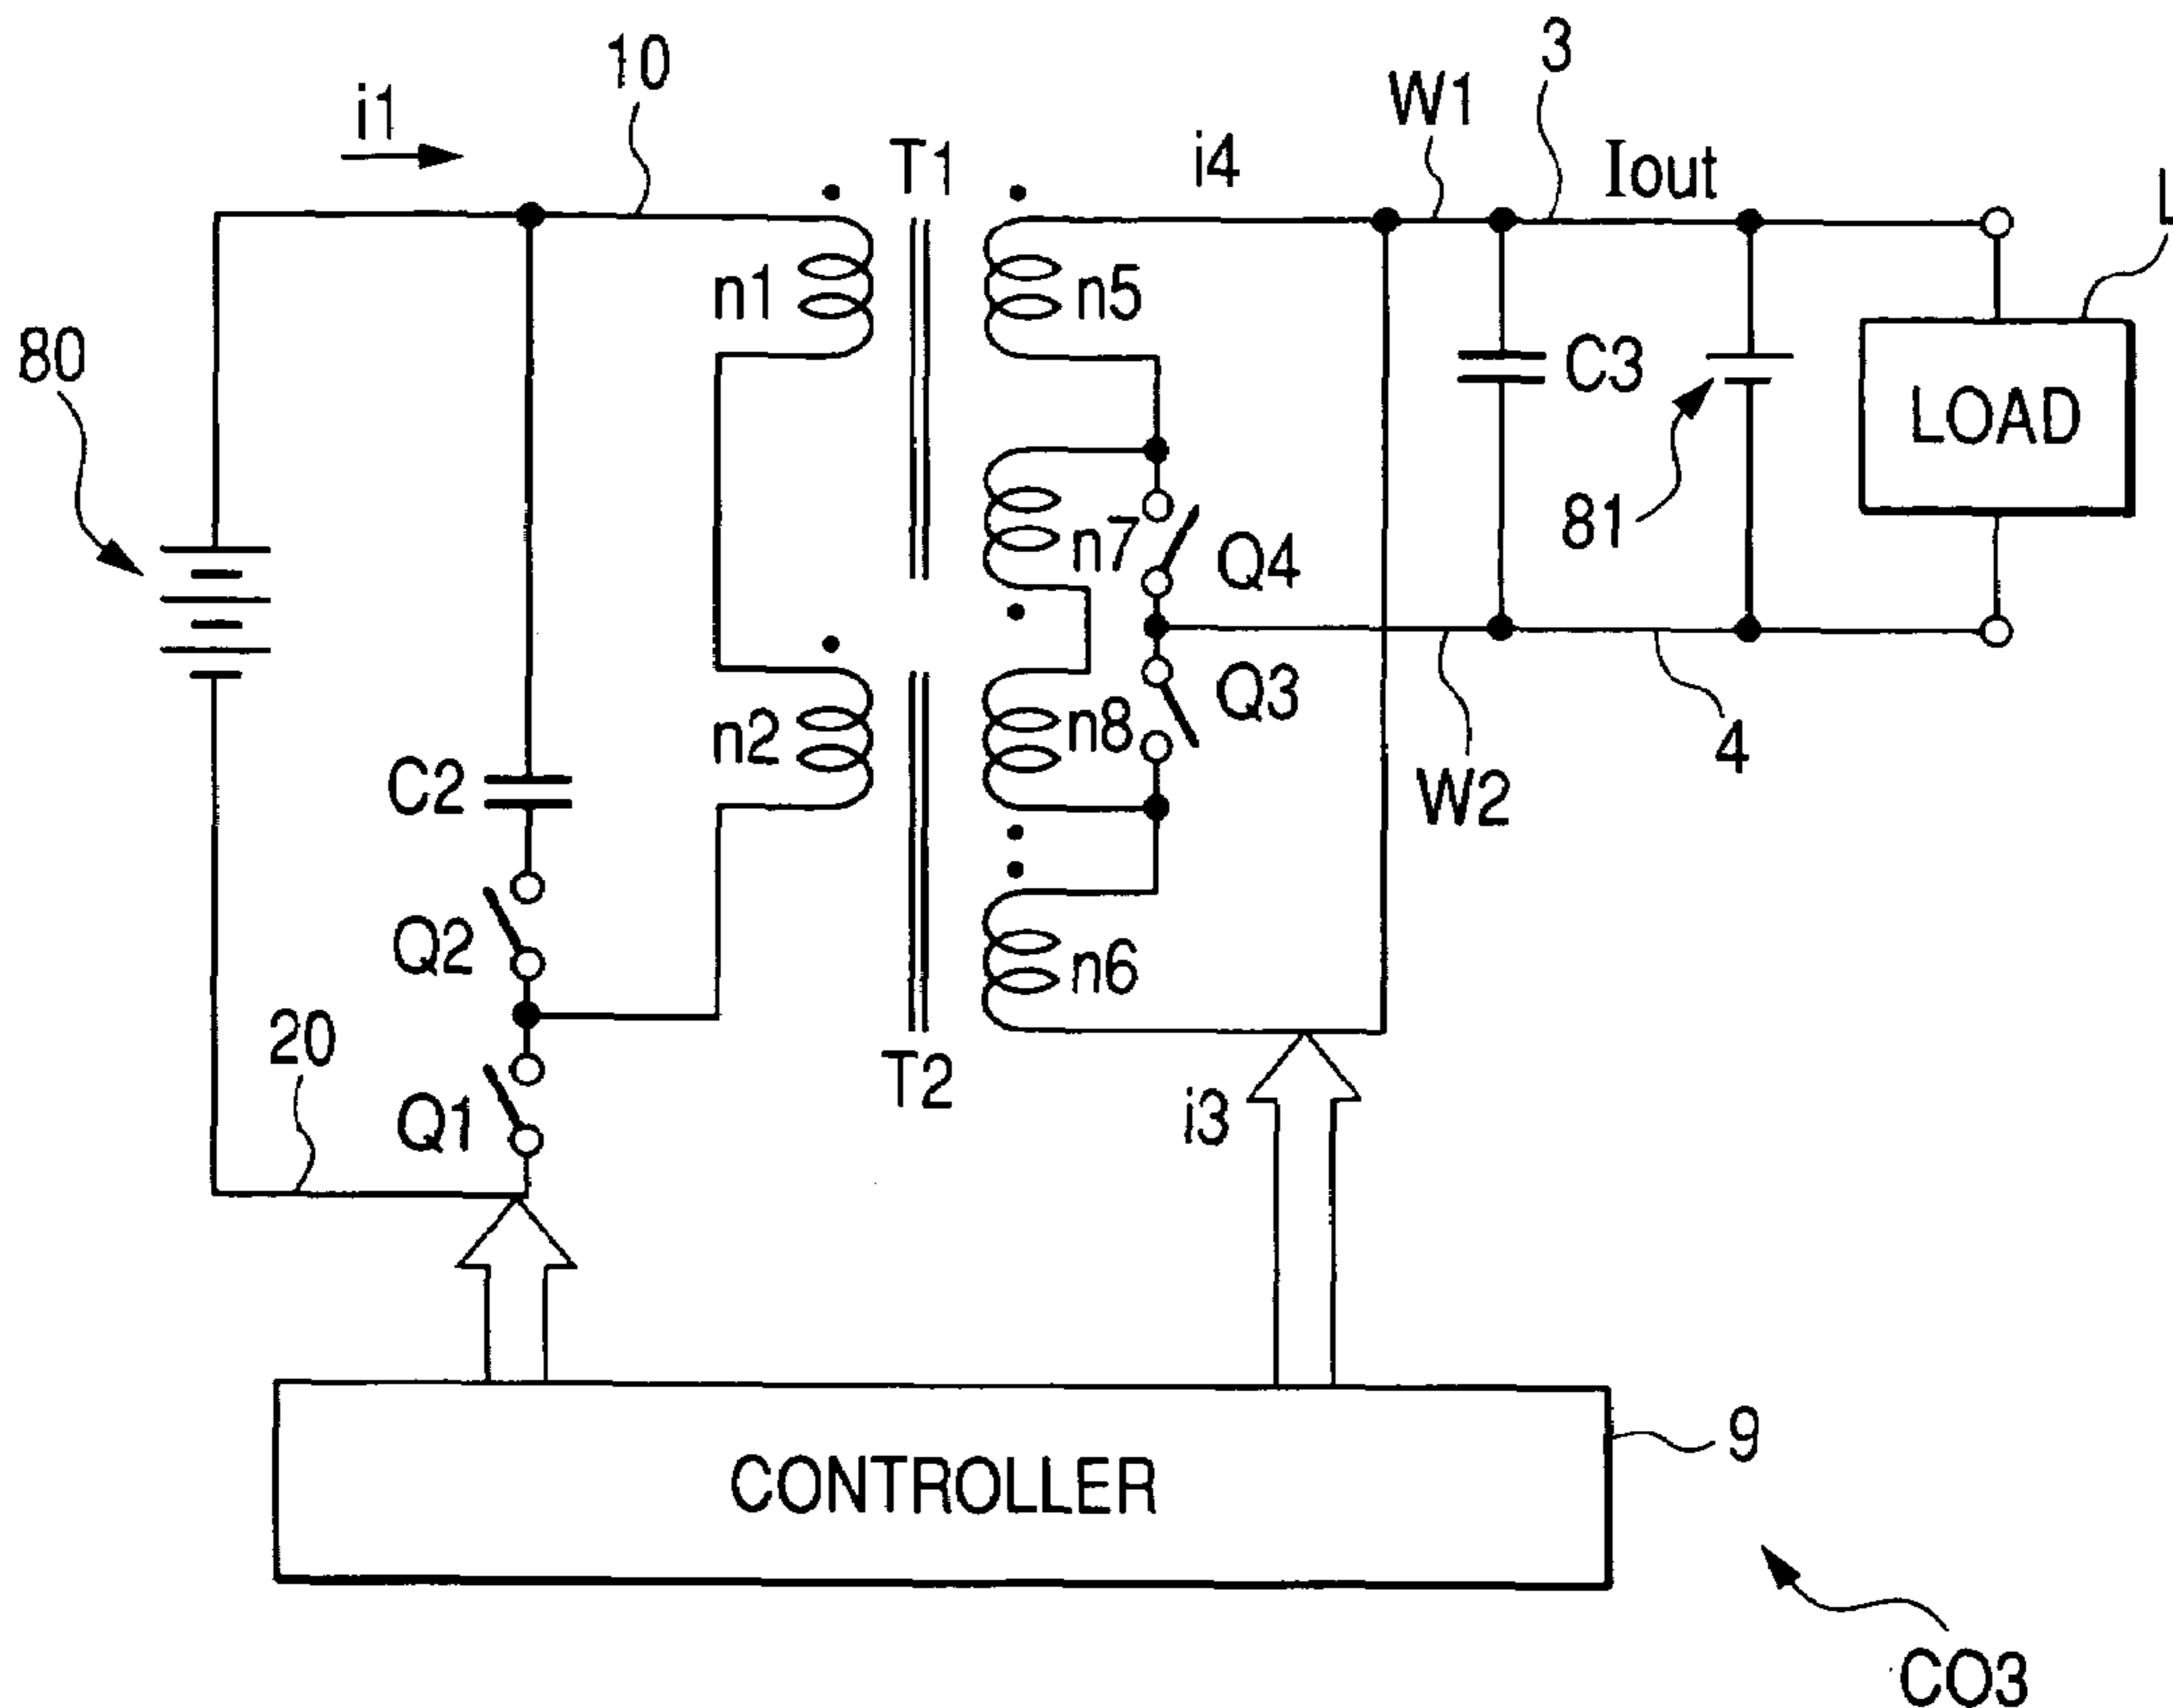 10
3
i1
W1
T1
i4
Iout
L
n1
n5
80
C3
LOAD
n7
Q4
81
Q3
n2
n8
C2
4
W2
Q2
n6
20
T2
Q1
i3
9
CONTROLLER
CO3